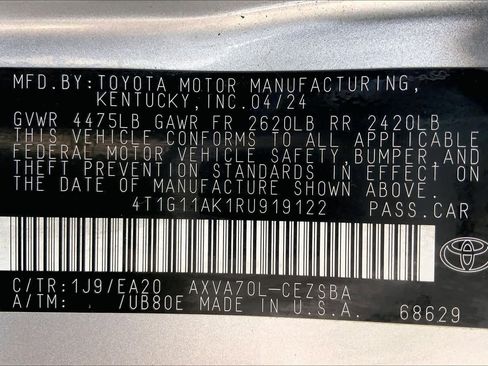 MFD.BY:TOYOTA MOTOR MANUFACTURING,
KENTUCKY, INC.04/24
GVWR 4475LB GAWR FR 2620LB RR 2420LB
THIS VEHICLE CONFORMS TO ALL APPLICABLE
FEDERAL MOTOR VEHICLE SAFETY, BUMPER, AND
THEFT PREVENTION STANDARDS IN EFFECT ON
THE DATE OF MANUFACTURE SHOWN ABOVE.
4T1G11AK1RU919122 PASS.CAR
C/TR:1J9/EA20 AXVA70L-CEZSBA
A/TM: /UB80E MADE IN U.S.A. 68629
TOYOTA